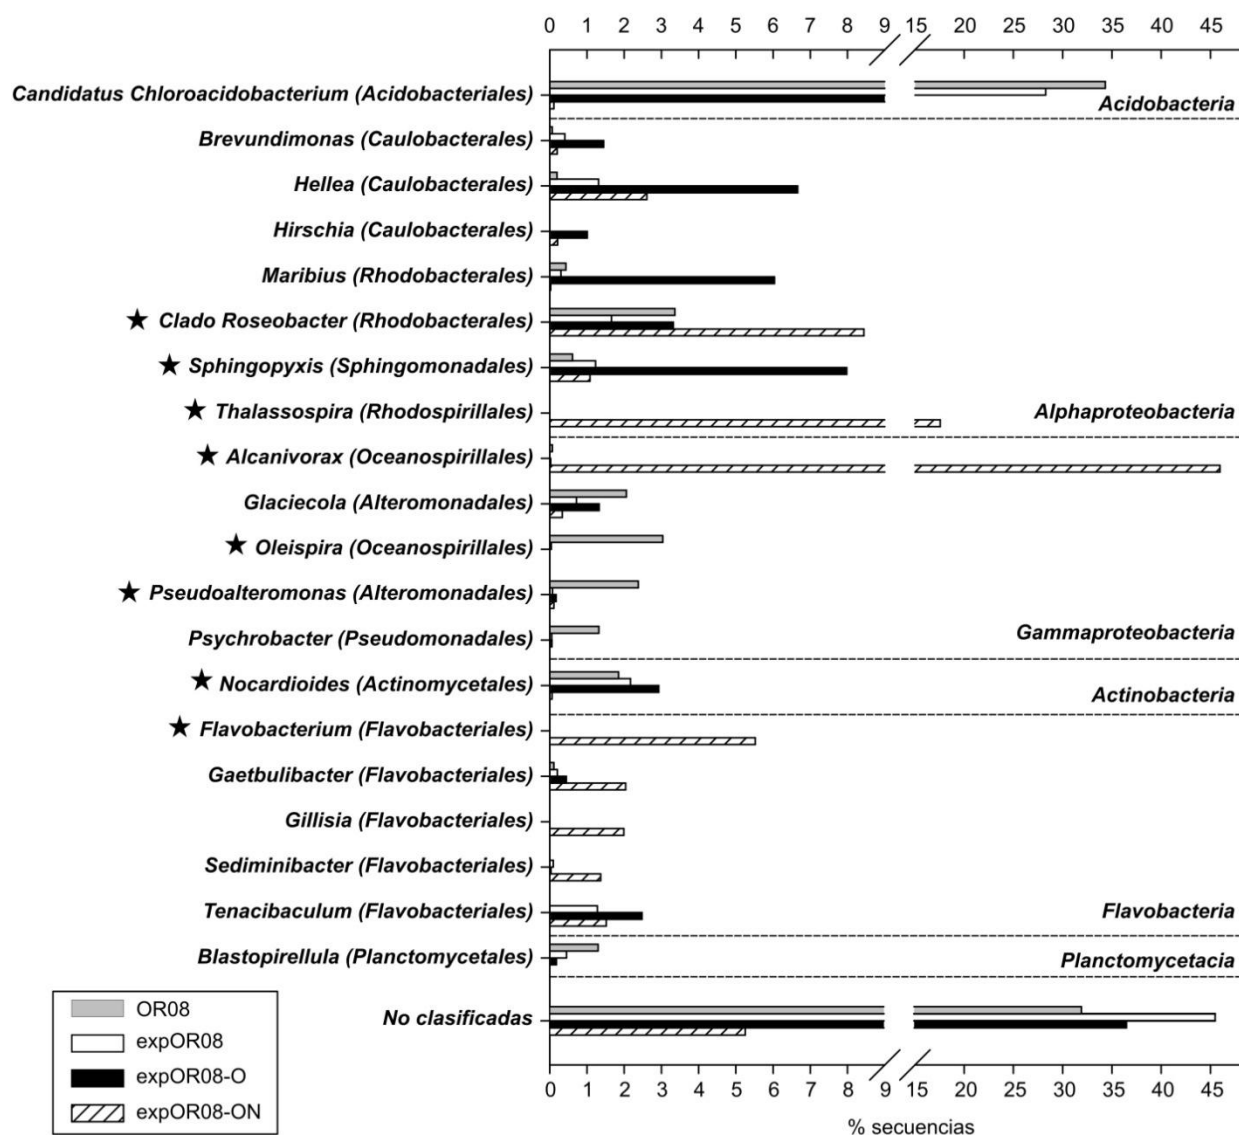 0 1 2 3 4 5 6 7 8 9 15 20 25 30 35 40 45
Candidatus Chloroacidobacterium (Acidobacteriales)
Acidobacteria
Brevundimonas (Caulobacterales)
Hellea (Caulobacterales)
Hirschia (Caulobacterales)
Maribius (Rhodobacterales)
★ Clado Roseobacter (Rhodobacterales)
★ Sphingopyxis (Sphingomonadales)
★ Thalassospira (Rhodospirillales)
Alphaproteobacteria
★ Alcanivorax (Oceanospirillales)
Glaciecola (Alteromonadales)
★ Oleispira (Oceanospirillales)
★ Pseudoalteromonas (Alteromonadales)
Psychrobacter (Pseudomonadales)
Gammaproteobacteria
★ Nocardioides (Actinomycetales)
Actinobacteria
★ Flavobacterium (Flavobacteriales)
Gaetbulibacter (Flavobacteriales)
Gillisia (Flavobacteriales)
Sediminibacter (Flavobacteriales)
Tenacibaculum (Flavobacteriales)
Flavobacteria
Blastopirellula (Planctomycetales)
Planctomycetacia
No clasificadas
OR08
expOR08
expOR08-O
expOR08-ON
0 1 2 3 4 5 6 7 8 9 15 20 25 30 35 40 45
% secuencias